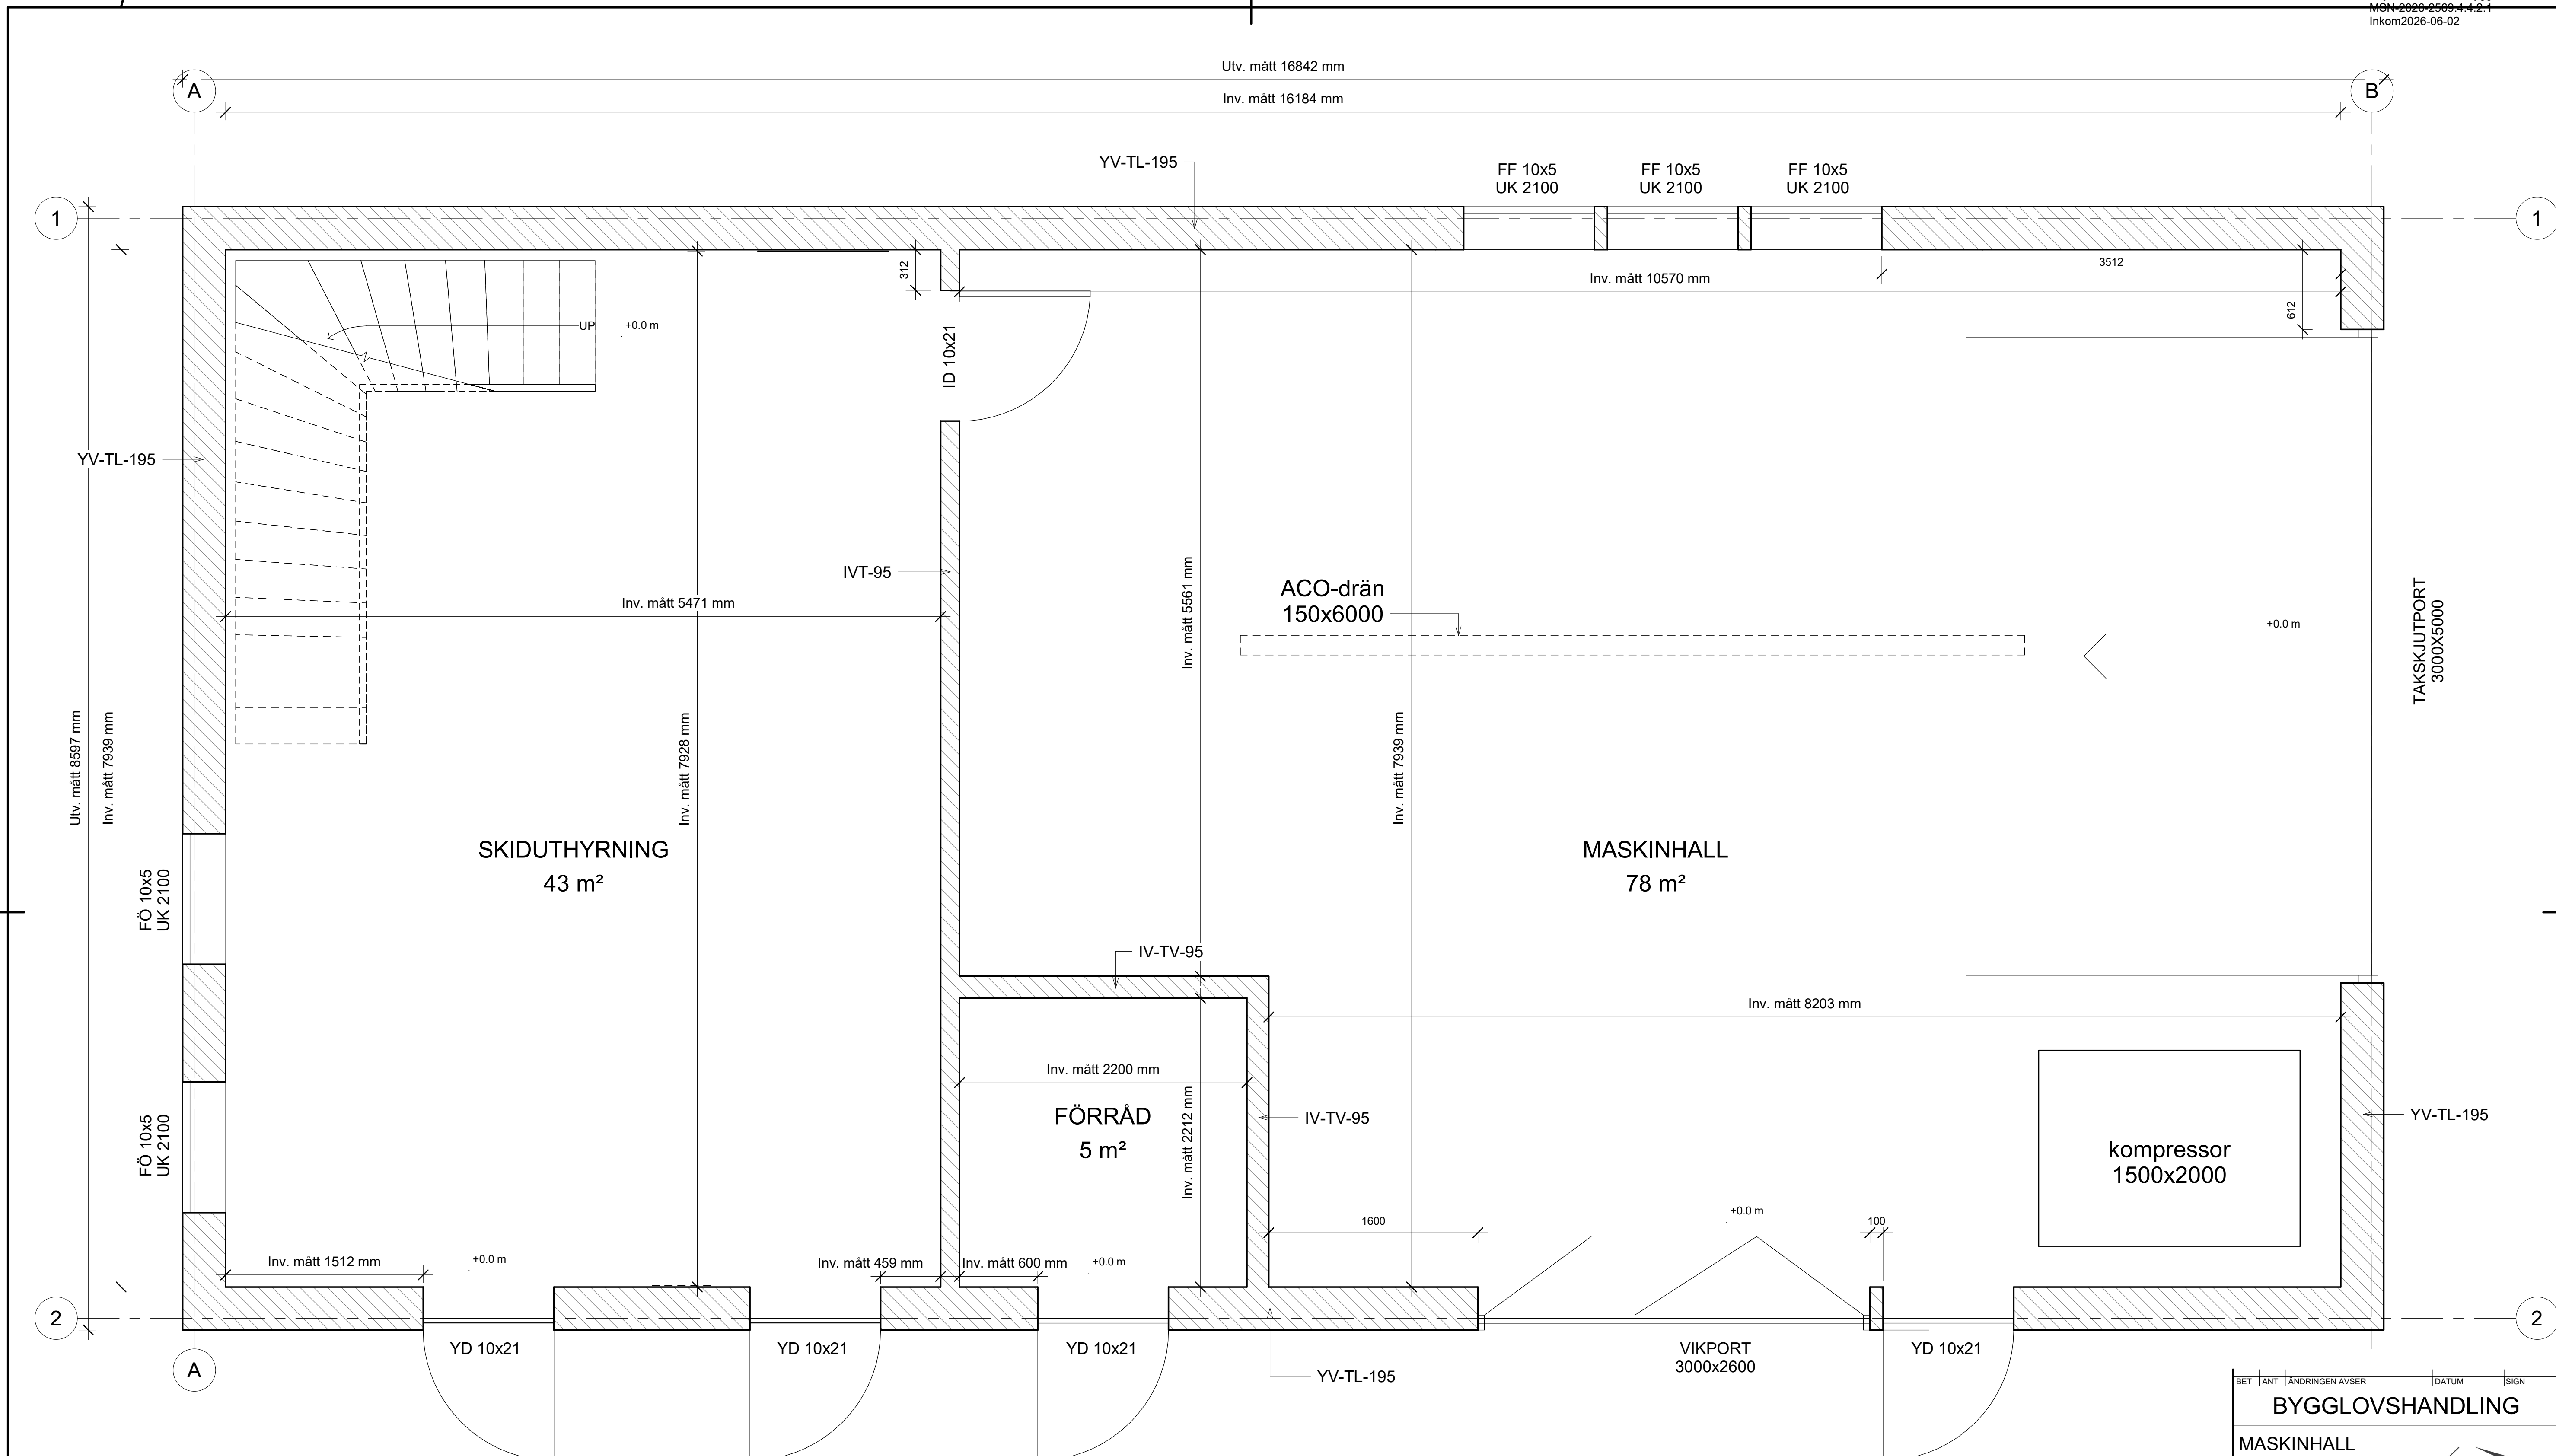 MSN-2026-2569.4.4.2.1
Inkom2026-06-02
Utv. mått 16842 mm
A
B
Inv. mått 16184 mm
YV-TL-195
FF 10x5
UK 2100
FF 10x5
UK 2100
FF 10x5
UK 2100
1
1
312
Inv. mått 10570 mm
3512
612
UP
+0.0 m
ID 10x21
YV-TL-195
IVT-95
Inv. mått 5471 mm
Inv. mått 5561 mm
ACO-drän
150x6000
+0.0 m
TAKSKJUTPORT
3000X5000
Utv. mått 8597 mm
Inv. mått 7939 mm
Inv. mått 7928 mm
Inv. mått 7939 mm
SKIDUTHYRNING
43 m²
MASKINHALL
78 m²
FÖ 10x5
UK 2100
IV-TV-95
Inv. mått 8203 mm
Inv. mått 2200 mm
FÖRRÅD
5 m²
Inv. mått 2212 mm
IV-TV-95
YV-TL-195
kompressor
1500x2000
FÖ 10x5
UK 2100
1600
+0.0 m
100
Inv. mått 1512 mm
+0.0 m
Inv. mått 459 mm
Inv. mått 600 mm
+0.0 m
2
2
YD 10x21
YD 10x21
YD 10x21
VIKPORT
3000x2600
YD 10x21
A
YV-TL-195
BET ANT ÄNDRINGEN AVSER DATUM SIGN
BYGGLOVSHANDLING
MASKINHALL